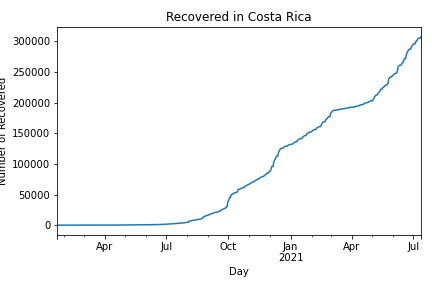 Recovered in Costa Rica
Number of Recovered
300000
250000
200000
150000
100000
50000
0
Apr Jul Oct Jan Apr Jul
2021
Day